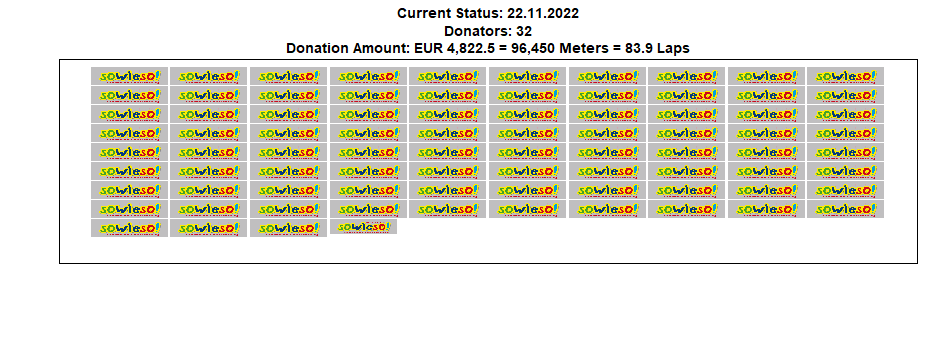 Current Status: 22.11.2022
Donators: 32
Donation Amount: EUR 4,822.5 = 96,450 Meters = 83.9 Laps
sowieso! sowieso! sowieso! sowieso! sowieso! sowieso! sowieso! sowieso! sowieso! sowieso!
sowieso! sowieso! sowieso! sowieso! sowieso! sowieso! sowieso! sowieso! sowieso! sowieso!
sowieso! sowieso! sowieso! sowieso! sowieso! sowieso! sowieso! sowieso! sowieso! sowieso!
sowieso! sowieso! sowieso! sowieso! sowieso! sowieso! sowieso! sowieso! sowieso! sowieso!
sowieso! sowieso! sowieso! sowieso! sowieso! sowieso! sowieso! sowieso! sowieso! sowieso!
sowieso! sowieso! sowieso! sowieso! sowieso! sowieso! sowieso! sowieso! sowieso! sowieso!
sowieso! sowieso! sowieso! sowieso! sowieso! sowieso! sowieso! sowieso! sowieso! sowieso!
sowieso! sowieso! sowieso! sowieso! sowieso! sowieso! sowieso! sowieso! sowieso! sowieso!
sowieso! sowieso! sowieso! sowieso!